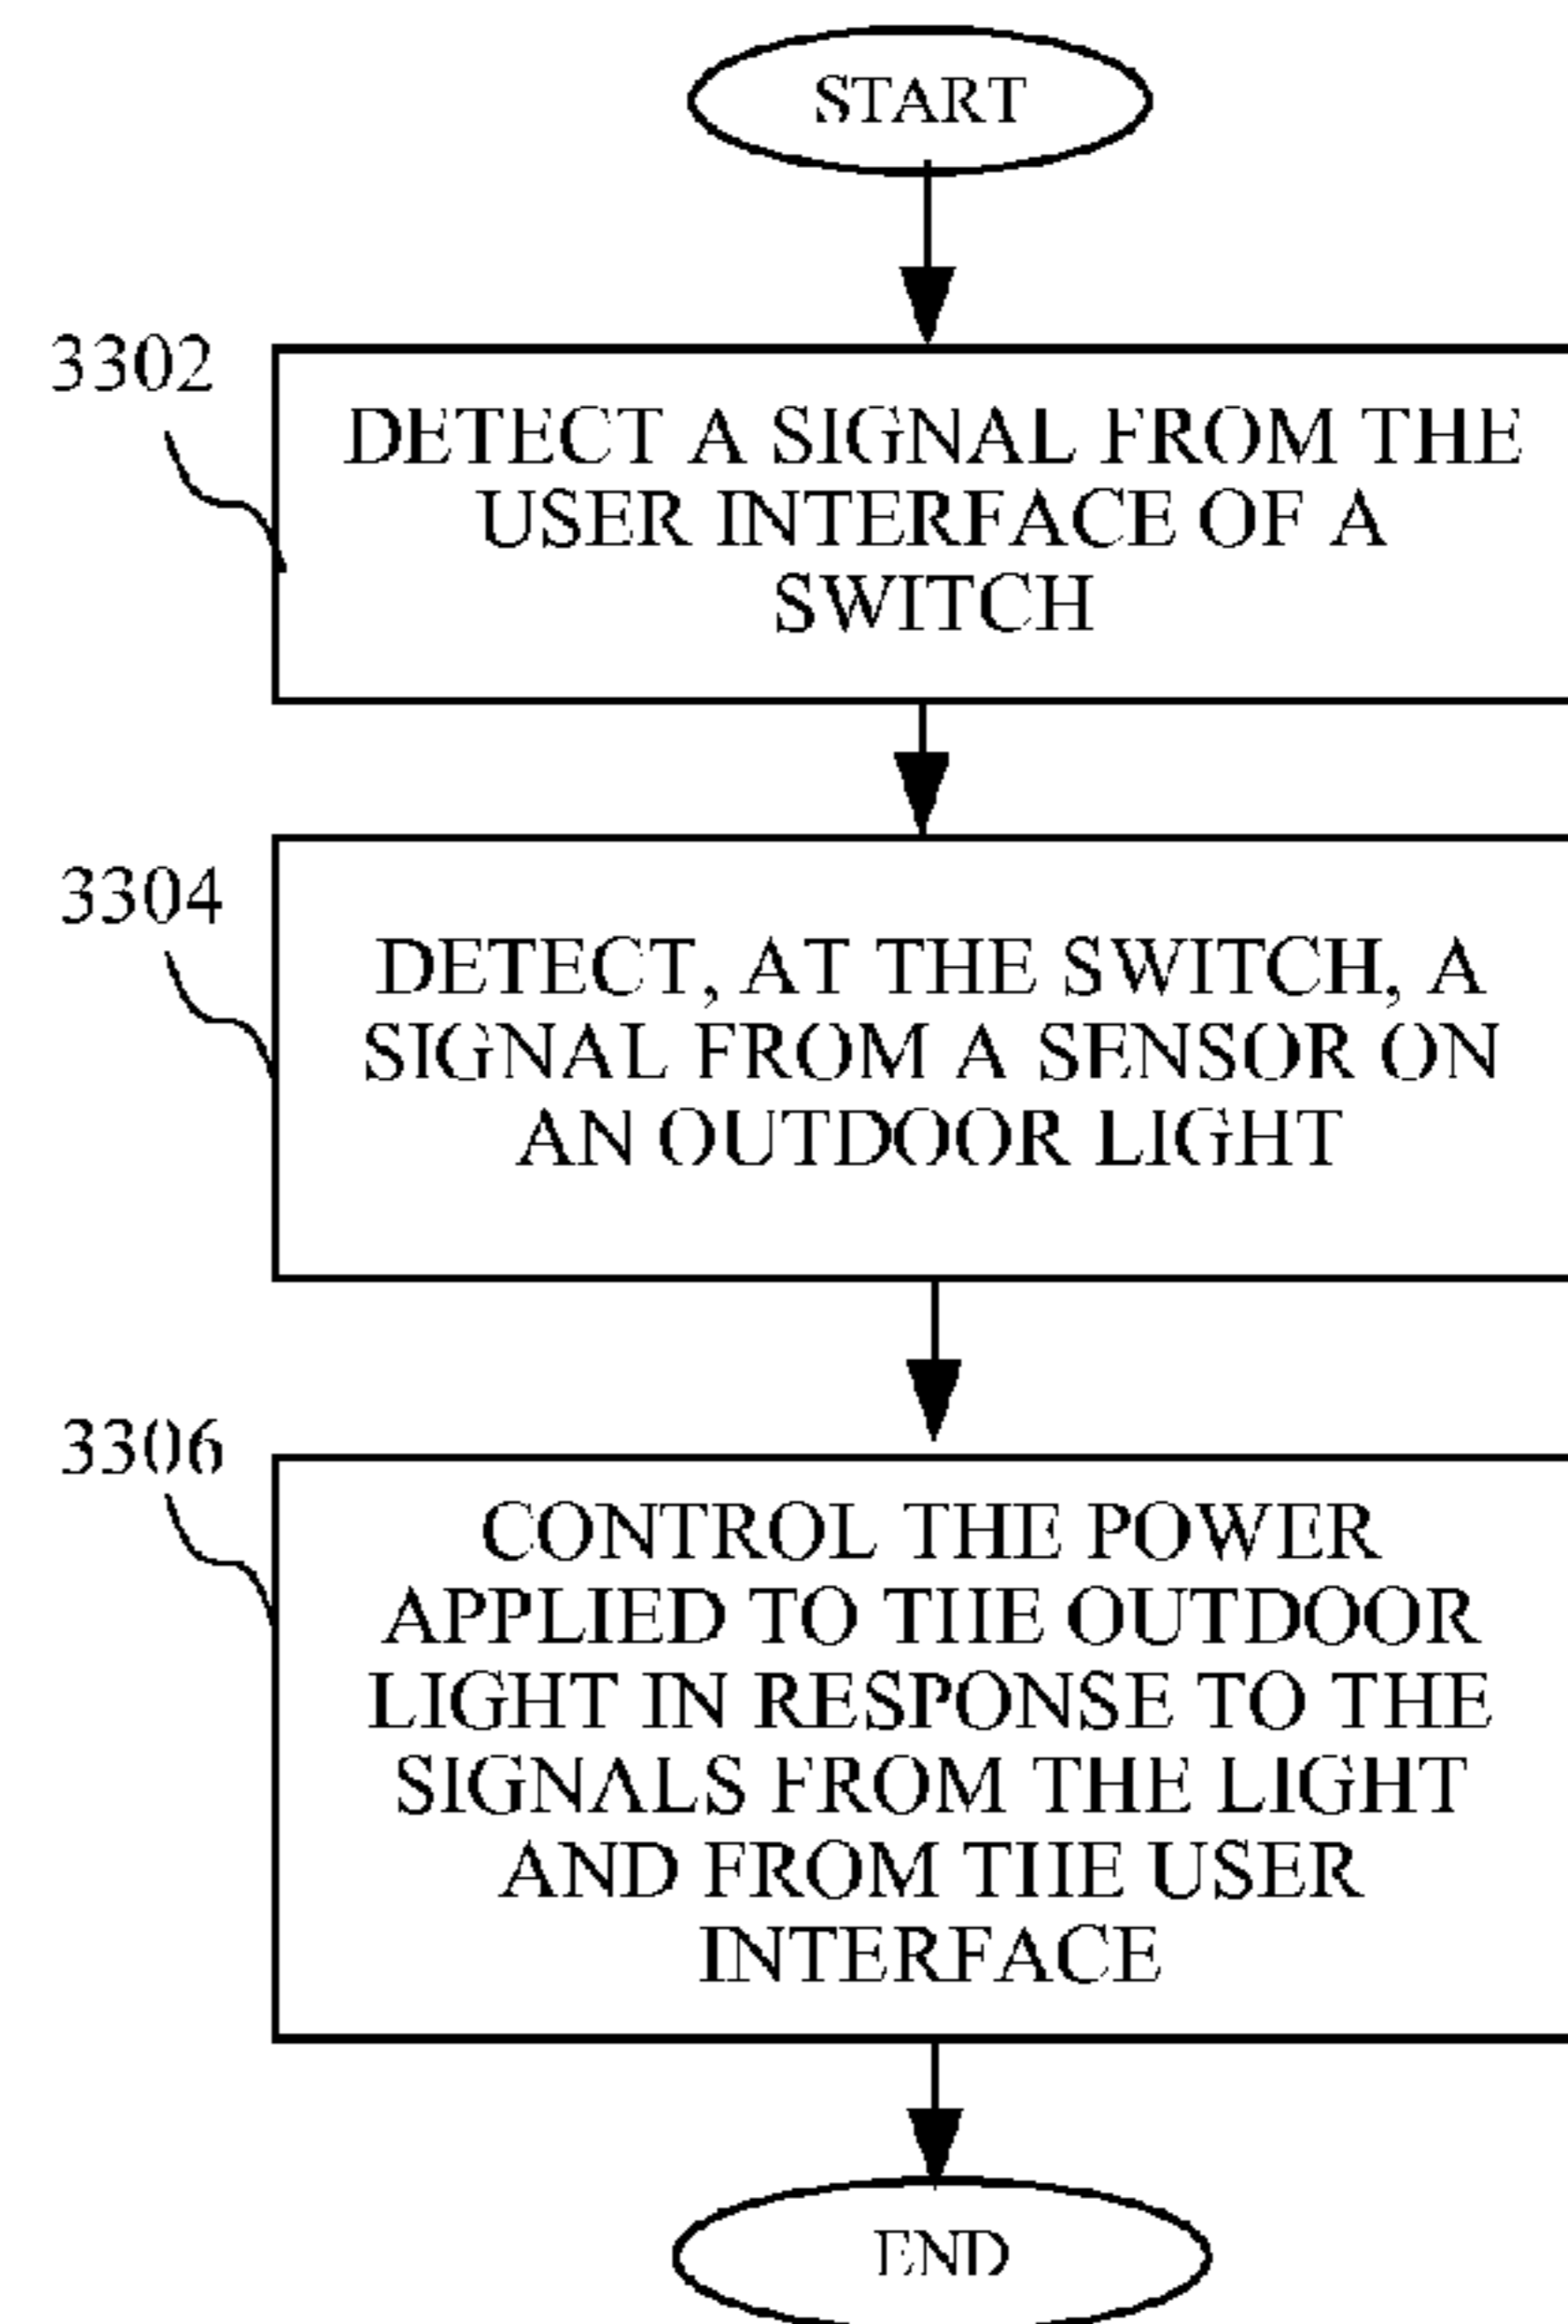 START
3302
DETECT A SIGNAL FROM THE
USER INTERFACE OF A
SWITCH
3304
DETECT, AT THE SWITCH, A
SIGNAL FROM A SENSOR ON
AN OUTDOOR LIGHT
3306
CONTROL THE POWER
APPLIED TO THE OUTDOOR
LIGHT IN RESPONSE TO THE
SIGNALS FROM THE LIGHT
AND FROM THE USER
INTERFACE
END